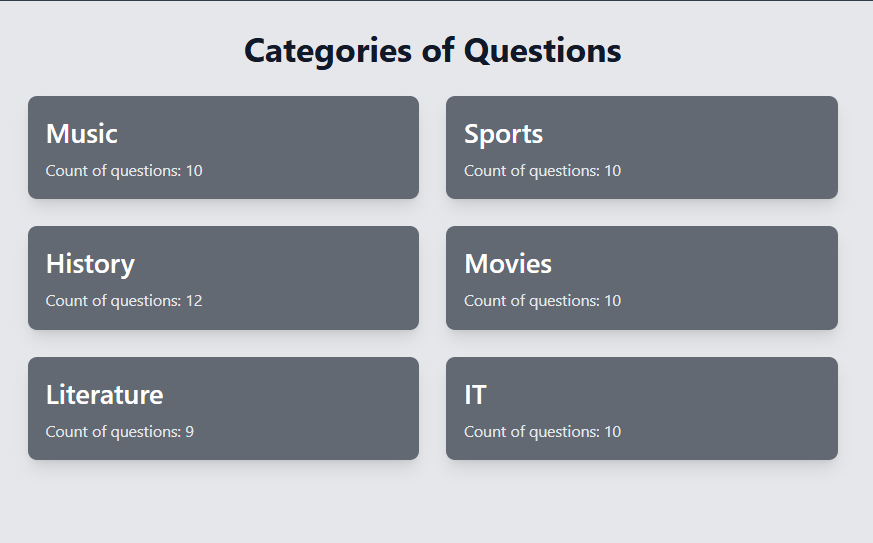 Categories of Questions
Music
Count of questions: 10
Sports
Count of questions: 10
History
Count of questions: 12
Movies
Count of questions: 10
Literature
Count of questions: 9
IT
Count of questions: 10